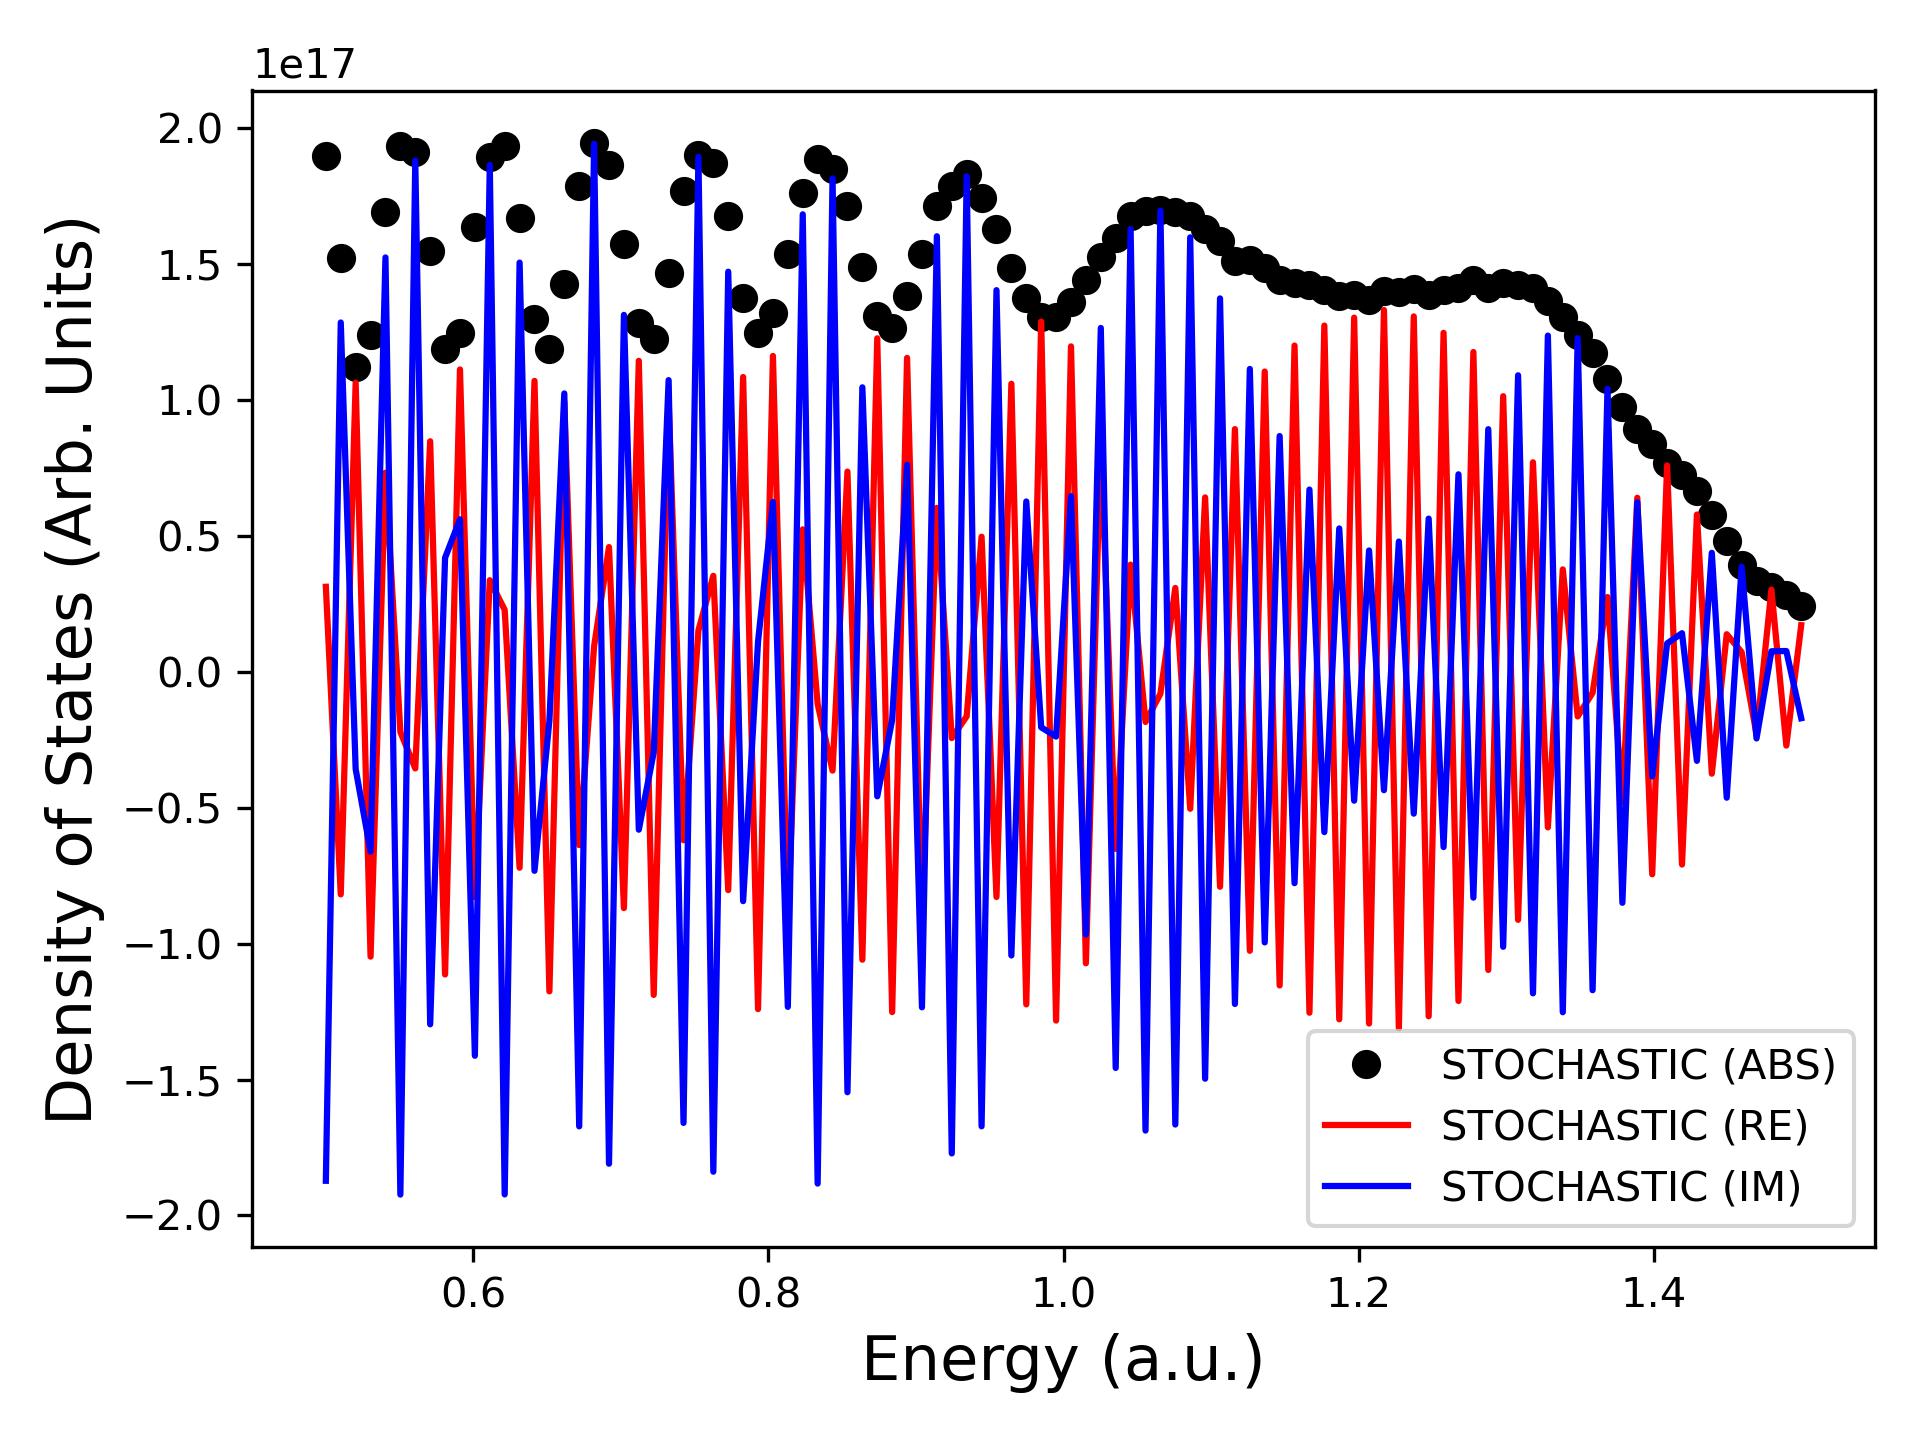 1e17
2.0
1.5
1.0
0.5
0.0
−0.5
−1.0
−1.5
−2.0
Density of States (Arb. Units)
STOCHASTIC (ABS)
STOCHASTIC (RE)
STOCHASTIC (IM)
0.6 0.8 1.0 1.2 1.4
Energy (a.u.)